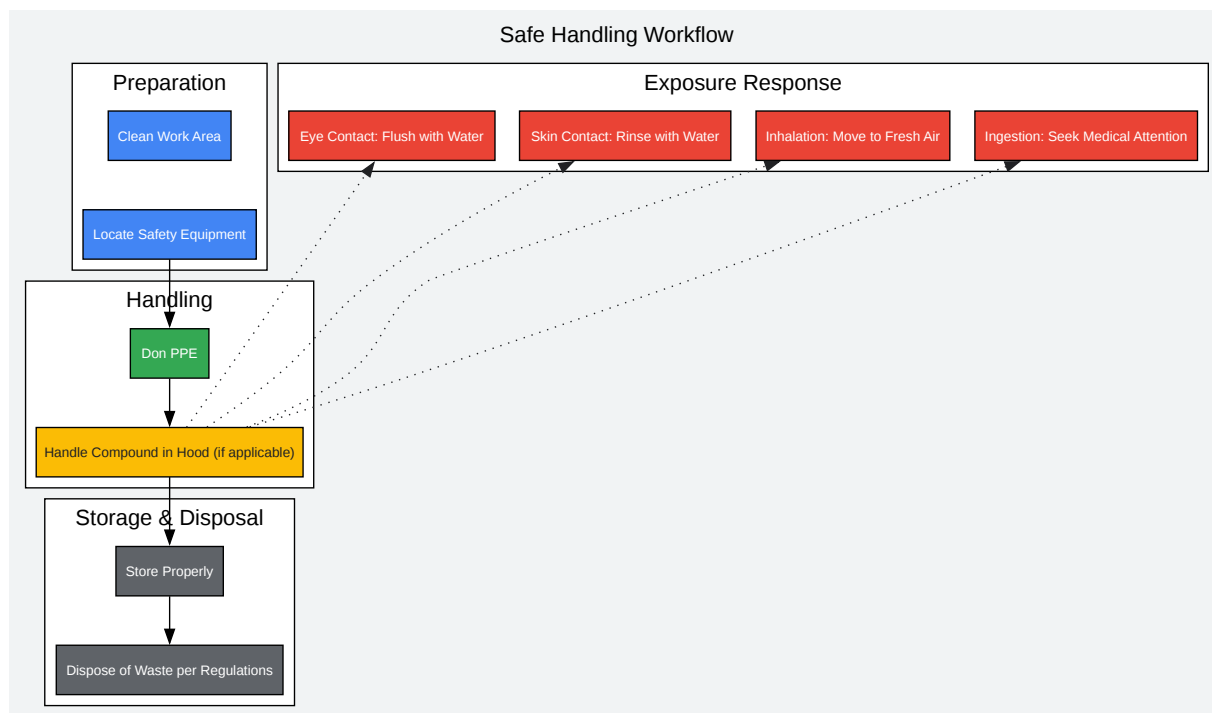 Safe Handling Workflow
Preparation
Clean Work Area
Locate Safety Equipment
Exposure Response
Eye Contact: Flush with Water
Skin Contact: Rinse with Water
Inhalation: Move to Fresh Air
Ingestion: Seek Medical Attention
Handling
Don PPE
Handle Compound in Hood (if applicable)
Storage & Disposal
Store Properly
Dispose of Waste per Regulations